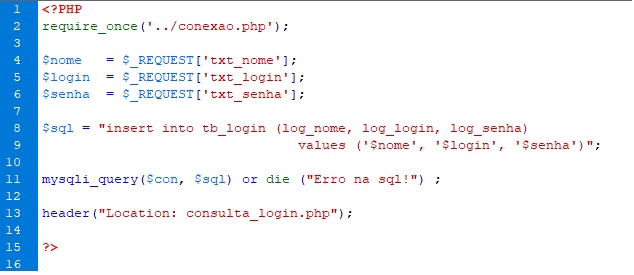 1 <?PHP
2 require_once('../conexao.php');
3
4 $nome   = $_REQUEST['txt_nome'];
5 $login  = $_REQUEST['txt_login'];
6 $senha  = $_REQUEST['txt_senha'];
7
8 $sql = "insert into tb_login (log_nome, log_login, log_senha)
9                                 values ('$nome', '$login', '$senha')";
10
11 mysqli_query($con, $sql) or die ("Erro na sql!") ;
12
13 header("Location: consulta_login.php");
14
15 ?>
16